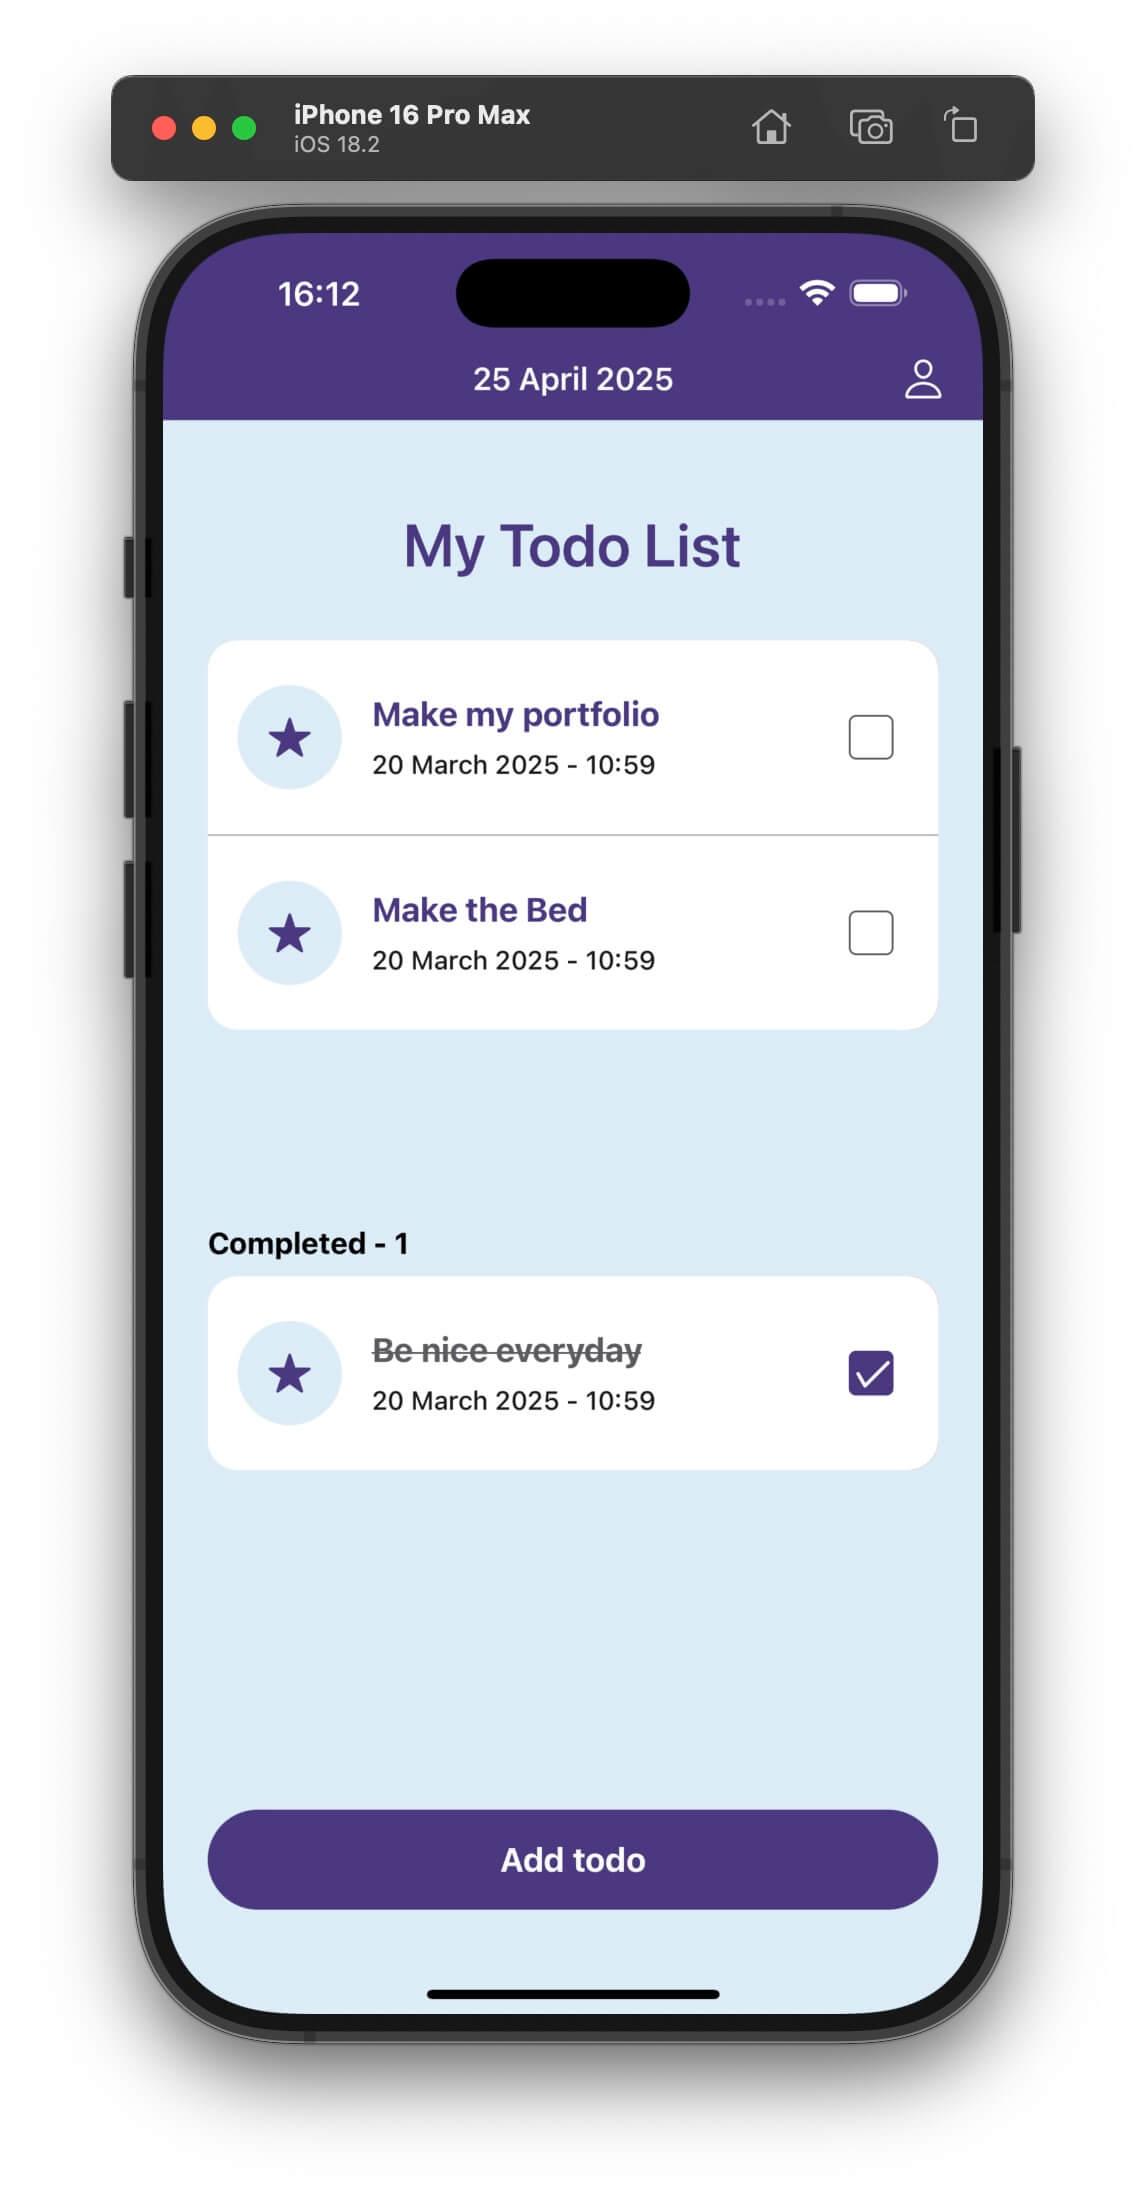 iPhone 16 Pro Max
iOS 18.2
16:12
25 April 2025
My Todo List
Make my portfolio
20 March 2025 - 10:59
Make the Bed
20 March 2025 - 10:59
Completed - 1
Be nice everyday
20 March 2025 - 10:59
Add todo